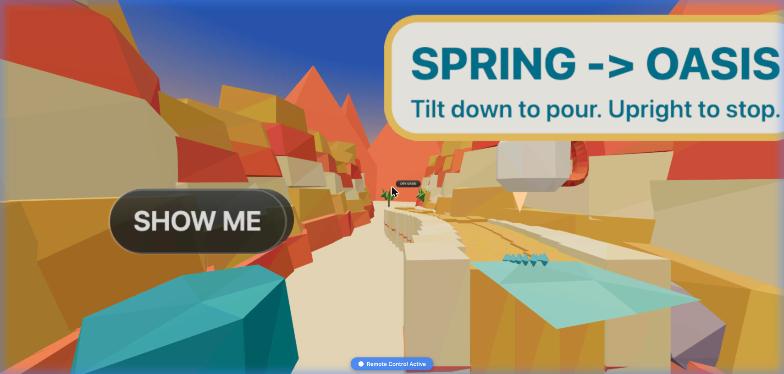 SPRING -> OASIS
Tilt down to pour. Upright to stop.
SHOW ME
Remote Control Active